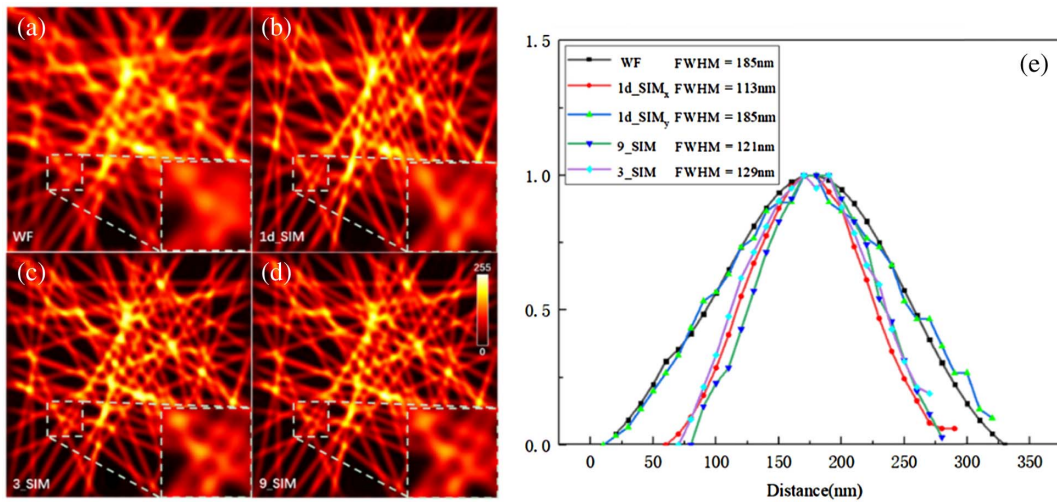 (a)
WF
(b)
1d_SIM
(c)
3_SIM
(d)
255
0
9_SIM
(e)
1.5
1.0
0.5
0.0
WF FWHM = 185nm
1d_SIMx FWHM = 113nm
1d_SIMy FWHM = 185nm
9_SIM FWHM = 121nm
3_SIM FWHM = 129nm
0 50 100 150 200 250 300 350
Distance(nm)